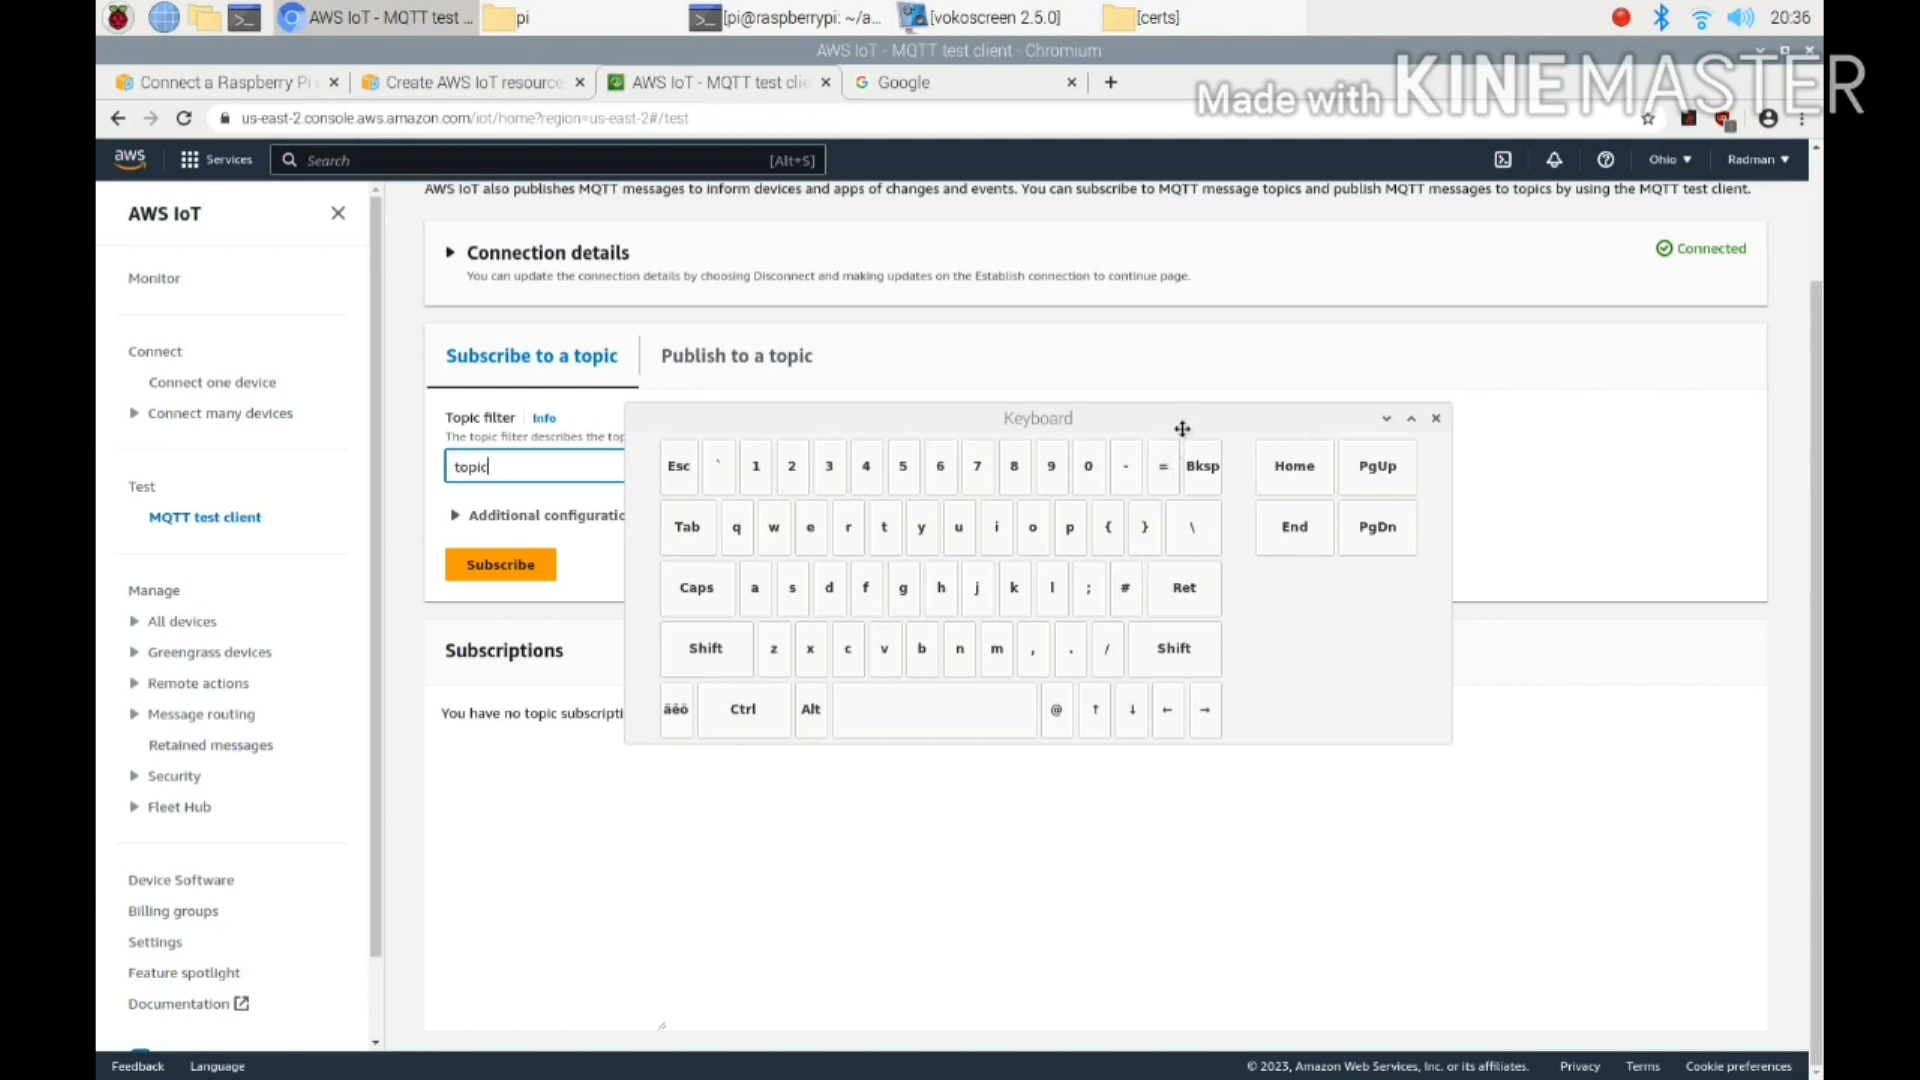 AWS IoT - MQTT test ...
pi
[pi@raspberrypi: ~/a...
[vokoscreen 2.5.0]
[certs]
20:36
AWS IoT - MQTT test client - Chromium
Connect a Raspberry Pi
Create AWS IoT resource
AWS IoT - MQTT test clie
Google
Made with KINEMASTER
us-east-2.console.aws.amazon.com/iot/home?region=us-east-2#/test
aws
Services
Search
[Alt+S]
Ohio
Radman
AWS IoT
AWS IoT also publishes MQTT messages to inform devices and apps of changes and events. You can subscribe to MQTT message topics and publish MQTT messages to topics by using the MQTT test client.
Connection details
Connected
You can update the connection details by choosing Disconnect and making updates on the Establish connection to continue page.
Monitor
Connect
Connect one device
Connect many devices
Test
MQTT test client
Manage
All devices
Greengrass devices
Remote actions
Message routing
Retained messages
Security
Fleet Hub
Device Software
Billing groups
Settings
Feature spotlight
Documentation
Subscribe to a topic
Publish to a topic
Topic filter
Info
The topic filter describes the top
topic
Additional configuratio
Subscribe
Subscriptions
You have no topic subscripti
Keyboard
Esc ` 1 2 3 4 5 6 7 8 9 0 - = Bksp Home PgUp
Tab q w e r t y u i o p { } \ End PgDn
Caps a s d f g h j k l ; # Ret
Shift z x c v b n m , . / Shift
äëö Ctrl Alt @ ↑ ↓ ← →
Feedback
Language
© 2023, Amazon Web Services, Inc. or its affiliates.
Privacy
Terms
Cookie preferences